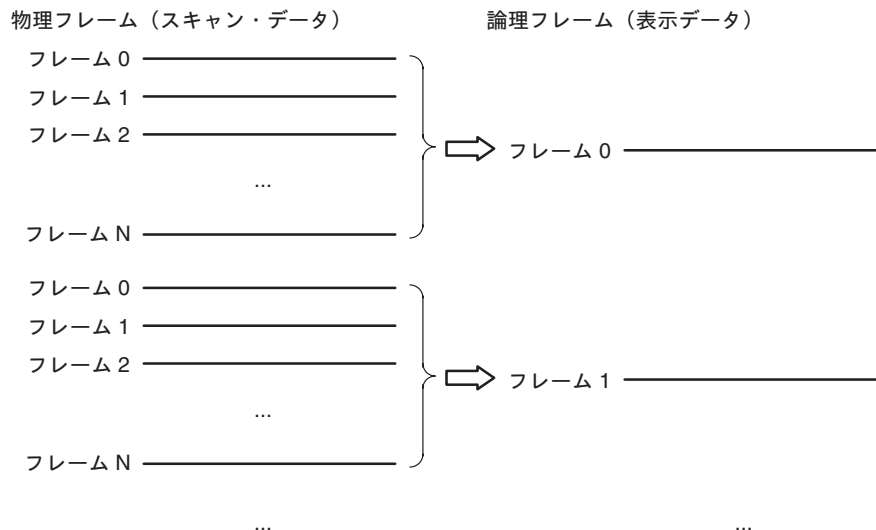 物理フレーム（スキャン・データ）
フレーム 0
フレーム 1
フレーム 2
...
フレーム N
フレーム 0
フレーム 1
フレーム 2
...
フレーム N
...
論理フレーム（表示データ）
フレーム 0
フレーム 1
...